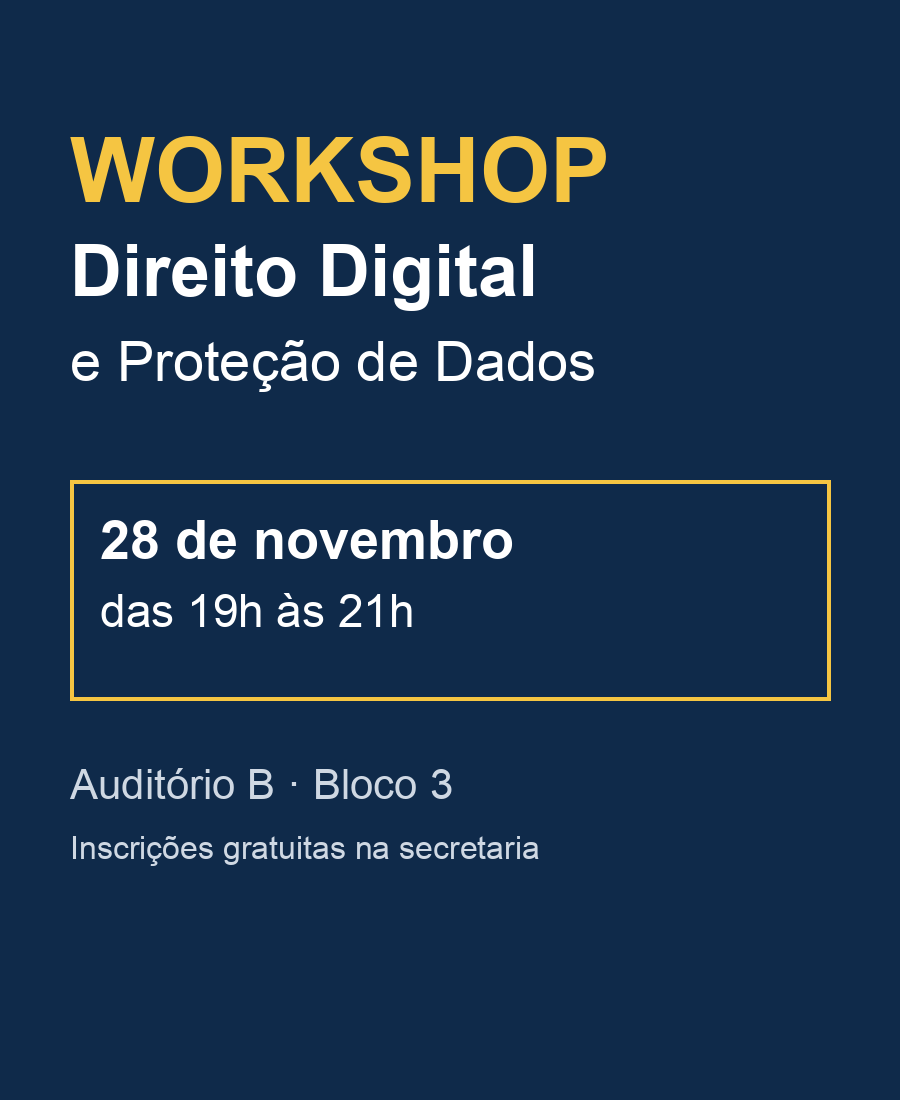 WORKSHOP
Direito Digital
e Proteção de Dados
28 de novembro
das 19h às 21h
Auditório B · Bloco 3
Inscrições gratuitas na secretaria